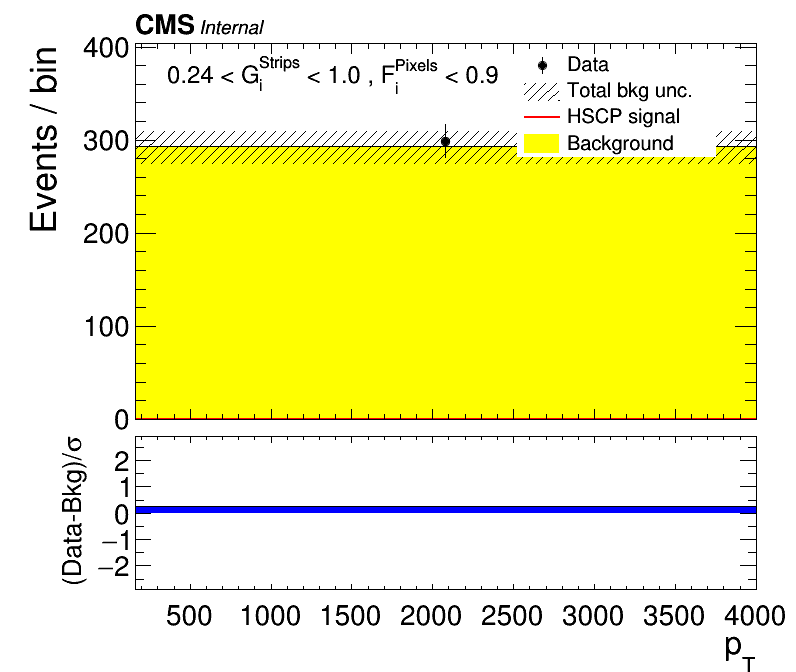 CMS Internal
400
300
200
100
0
Events / bin
0.24 < G_i^Strips < 1.0 , F_i^Pixels < 0.9
Data
Total bkg unc.
HSCP signal
Background
2
1
0
−1
−2
(Data-Bkg)/σ
500 1000 1500 2000 2500 3000 3500 4000
p_T